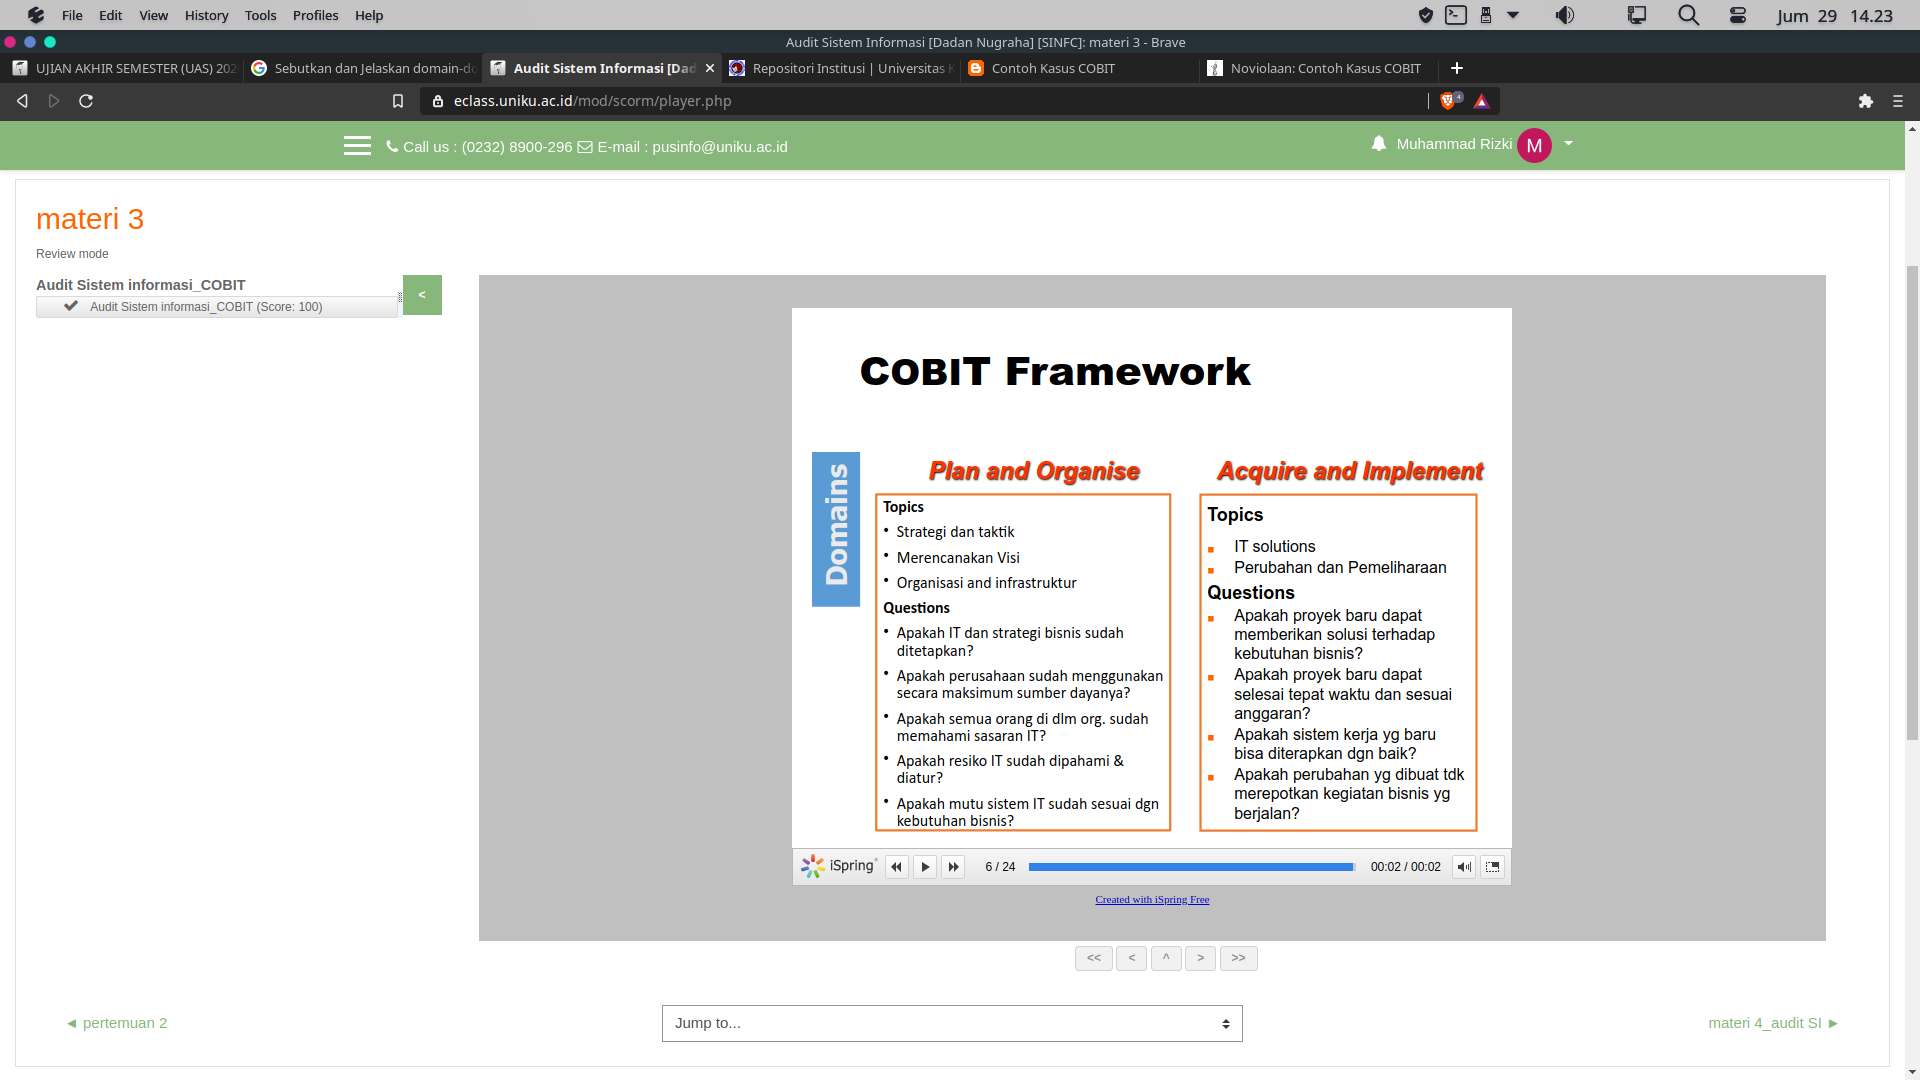 File Edit View History Tools Profiles Help
Jum 29 14.23
Audit Sistem Informasi [Dadan Nugraha] [SINFC]: materi 3 - Brave
UJIAN AKHIR SEMESTER (UAS) 202
Sebutkan dan Jelaskan domain-do
Audit Sistem Informasi [Dad
Repositori Institusi | Universitas K
Contoh Kasus COBIT
Noviolaan: Contoh Kasus COBIT
eclass.uniku.ac.id/mod/scorm/player.php
4
Call us : (0232) 8900-296 E-mail : pusinfo@uniku.ac.id
Muhammad Rizki M
materi 3
Review mode
Audit Sistem informasi_COBIT
Audit Sistem informasi_COBIT (Score: 100)
<
COBIT Framework
Domains
Plan and Organise
Topics
• Strategi dan taktik
• Merencanakan Visi
• Organisasi and infrastruktur
Questions
• Apakah IT dan strategi bisnis sudah
ditetapkan?
• Apakah perusahaan sudah menggunakan
secara maksimum sumber dayanya?
• Apakah semua orang di dlm org. sudah
memahami sasaran IT?
• Apakah resiko IT sudah dipahami &
diatur?
• Apakah mutu sistem IT sudah sesuai dgn
kebutuhan bisnis?
Acquire and Implement
Topics
IT solutions
Perubahan dan Pemeliharaan
Questions
Apakah proyek baru dapat
memberikan solusi terhadap
kebutuhan bisnis?
Apakah proyek baru dapat
selesai tepat waktu dan sesuai
anggaran?
Apakah sistem kerja yg baru
bisa diterapkan dgn baik?
Apakah perubahan yg dibuat tdk
merepotkan kegiatan bisnis yg
berjalan?
iSpring
6 / 24
00:02 / 00:02
Created with iSpring Free
<< < ^ > >>
◄ pertemuan 2
Jump to...
materi 4_audit SI ►